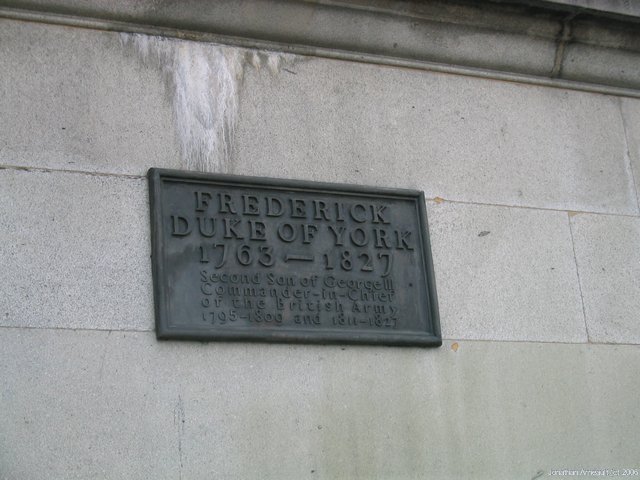 FREDERICK
DUKE OF YORK
1763 — 1827
Second Son of George III
Commander-in-Chief
of the British Army
1795-1809 and 1811-1827